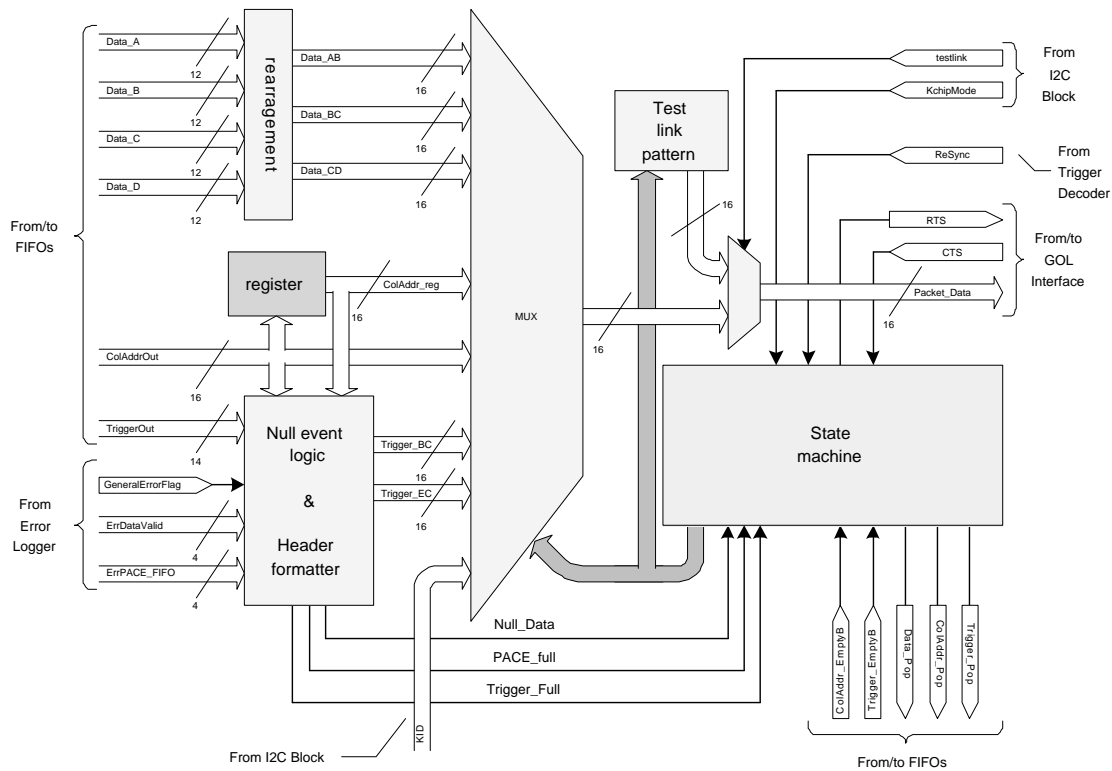 Data_A
12
Data_B
12
Data_C
12
Data_D
12
rearragement
Data_AB
16
Data_BC
16
Data_CD
16
From/to
FIFOs
register
ColAddr_reg
16
ColAddrOut
16
TriggerOut
14
GeneralErrorFlag
ErrDataValid
4
ErrPACE_FIFO
4
From
Error
Logger
Null event
logic
&
Header
formatter
Trigger_BC
16
Trigger_EC
16
MUX
16
Test
link
pattern
16
testlink
KchipMode
From
I2C
Block
ReSync
From
Trigger
Decoder
RTS
CTS
Packet_Data
16
From/to
GOL
Interface
State
machine
Null_Data
PACE_full
Trigger_Full
KID
From I2C Block
ColAddr_EmptyB
Trigger_EmptyB
Data_Pop
ColAddr_Pop
Trigger_Pop
From/to FIFOs